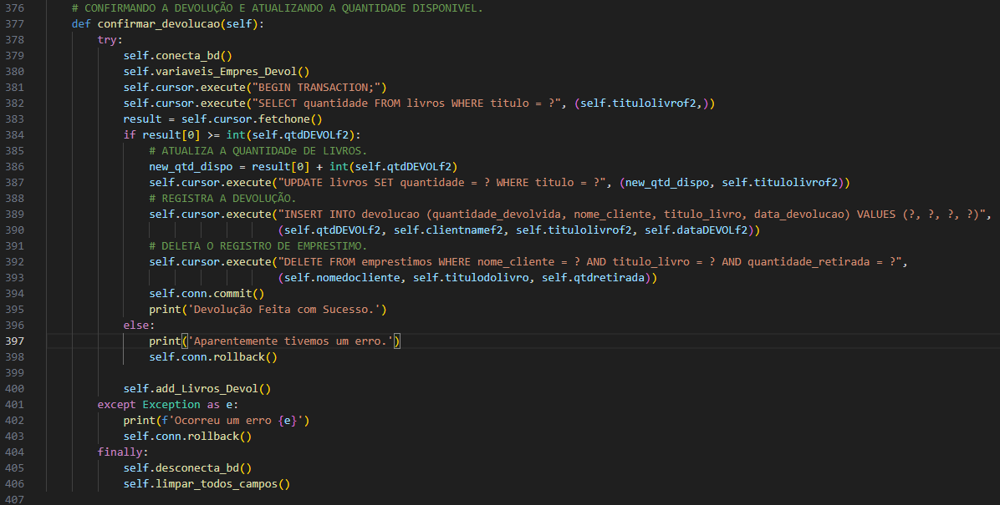 376 # CONFIRMANDO A DEVOLUÇÃO E ATUALIZANDO A QUANTIDADE DISPONIVEL.
377 def confirmar_devolucao(self):
378 try:
379 self.conecta_bd()
380 self.variaveis_Empres_Devol()
381 self.cursor.execute("BEGIN TRANSACTION;")
382 self.cursor.execute("SELECT quantidade FROM livros WHERE titulo = ?", (self.titulolivrof2,))
383 result = self.cursor.fetchone()
384 if result[0] >= int(self.qtdDEVOLf2):
385 # ATUALIZA A QUANTIDADe DE LIVROS.
386 new_qtd_dispo = result[0] + int(self.qtdDEVOLf2)
387 self.cursor.execute("UPDATE livros SET quantidade = ? WHERE titulo = ?", (new_qtd_dispo, self.titulolivrof2))
388 # REGISTRA A DEVOLUÇÃO.
389 self.cursor.execute("INSERT INTO devolucao (quantidade_devolvida, nome_cliente, titulo_livro, data_devolucao) VALUES (?, ?, ?, ?)",
390 (self.qtdDEVOLf2, self.clientnamef2, self.titulolivrof2, self.dataDEVOLf2))
391 # DELETA O REGISTRO DE EMPRESTIMO.
392 self.cursor.execute("DELETE FROM emprestimos WHERE nome_cliente = ? AND titulo_livro = ? AND quantidade_retirada = ?",
393 (self.nomedocliente, self.titulodolivro, self.qtdretirada))
394 self.conn.commit()
395 print('Devolução Feita com Sucesso.')
396 else:
397 print('Aparentemente tivemos um erro.')
398 self.conn.rollback()
399
400 self.add_Livros_Devol()
401 except Exception as e:
402 print(f'Ocorreu um erro {e}')
403 self.conn.rollback()
404 finally:
405 self.desconecta_bd()
406 self.limpar_todos_campos()
407